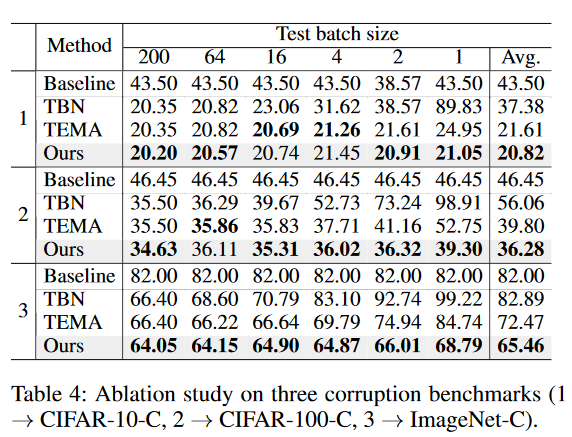 Method Test batch size
200 64 16 4 2 1 Avg.
1
Baseline 43.50 43.50 43.50 43.50 38.57 43.50 43.50
TBN 20.35 20.82 23.06 31.62 38.57 89.83 37.38
TEMA 20.35 20.82 20.69 21.26 21.61 24.95 21.61
Ours 20.20 20.57 20.74 21.45 20.91 21.05 20.82
2
Baseline 46.45 46.45 46.45 46.45 46.45 46.45 46.45
TBN 35.50 36.29 39.67 52.73 73.24 98.91 56.06
TEMA 35.50 35.86 35.83 37.71 41.16 52.75 39.80
Ours 34.63 36.11 35.31 36.02 36.32 39.30 36.28
3
Baseline 82.00 82.00 82.00 82.00 82.00 82.00 82.00
TBN 66.40 68.60 70.79 83.10 92.74 99.22 82.89
TEMA 66.40 66.22 66.64 69.79 74.94 84.74 72.47
Ours 64.05 64.15 64.90 64.87 66.01 68.79 65.46
Table 4: Ablation study on three corruption benchmarks (1
→ CIFAR-10-C, 2 → CIFAR-100-C, 3 → ImageNet-C).